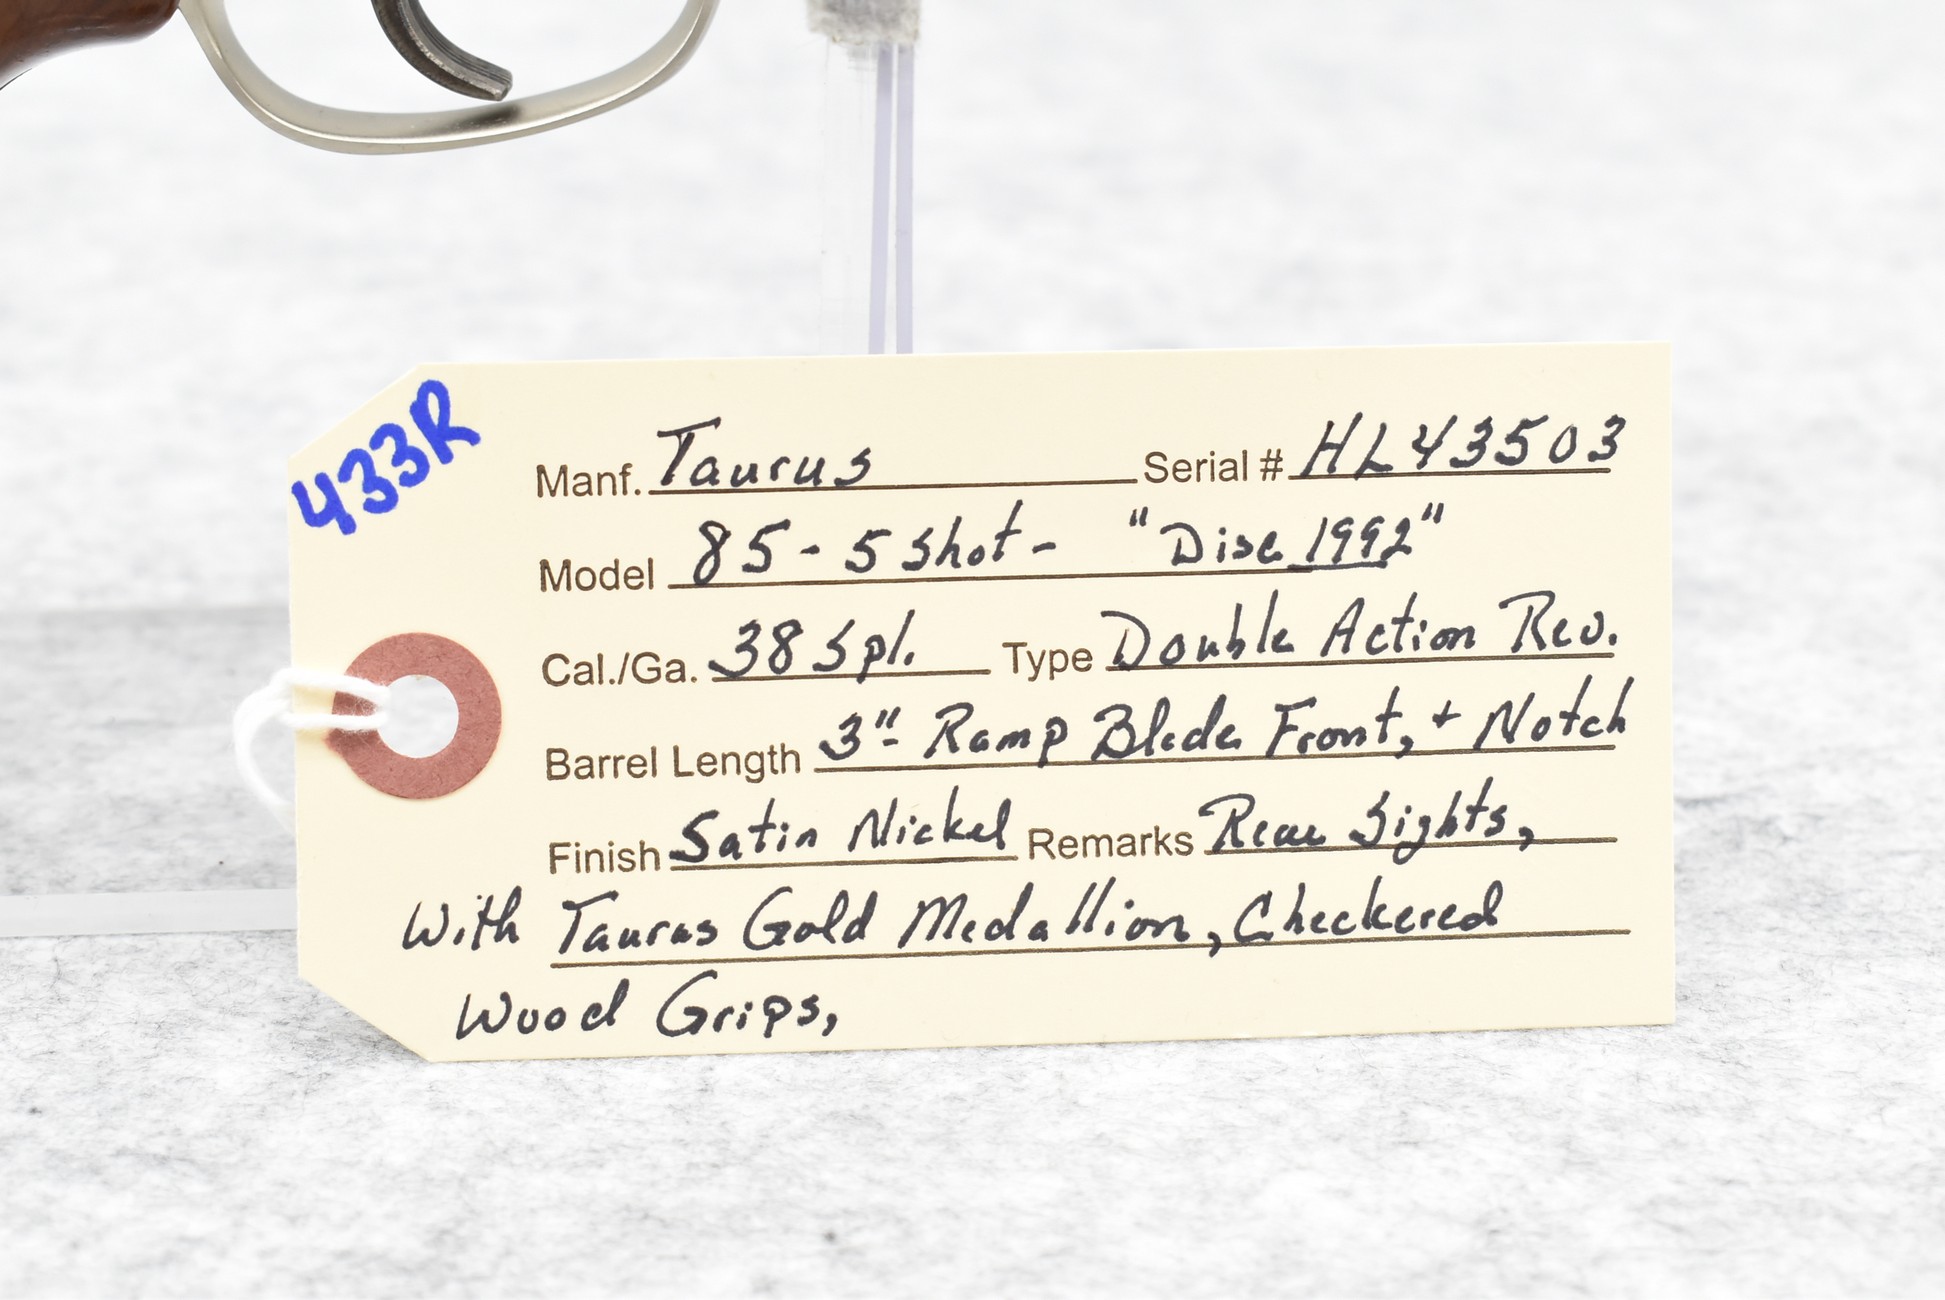 433R
Manf. Taurus Serial # HL43503
Model 85 - 5 Shot - "Disc 1992"
Cal./Ga. 38 Spl. Type Double Action Rev.
Barrel Length 3"- Ramp Blade Front, + Notch
Finish Satin Nickel Remarks Rear Sights,
With Taurus Gold Medallion, Checkered
Wood Grips,